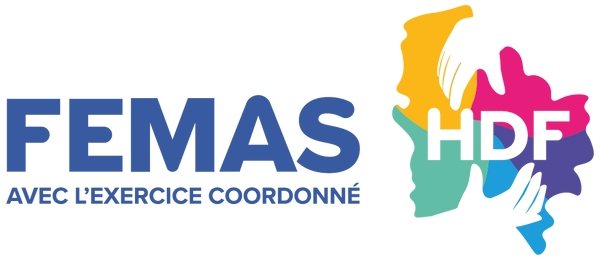 FEMAS
AVEC L'EXERCICE COORDONNÉ
HDF